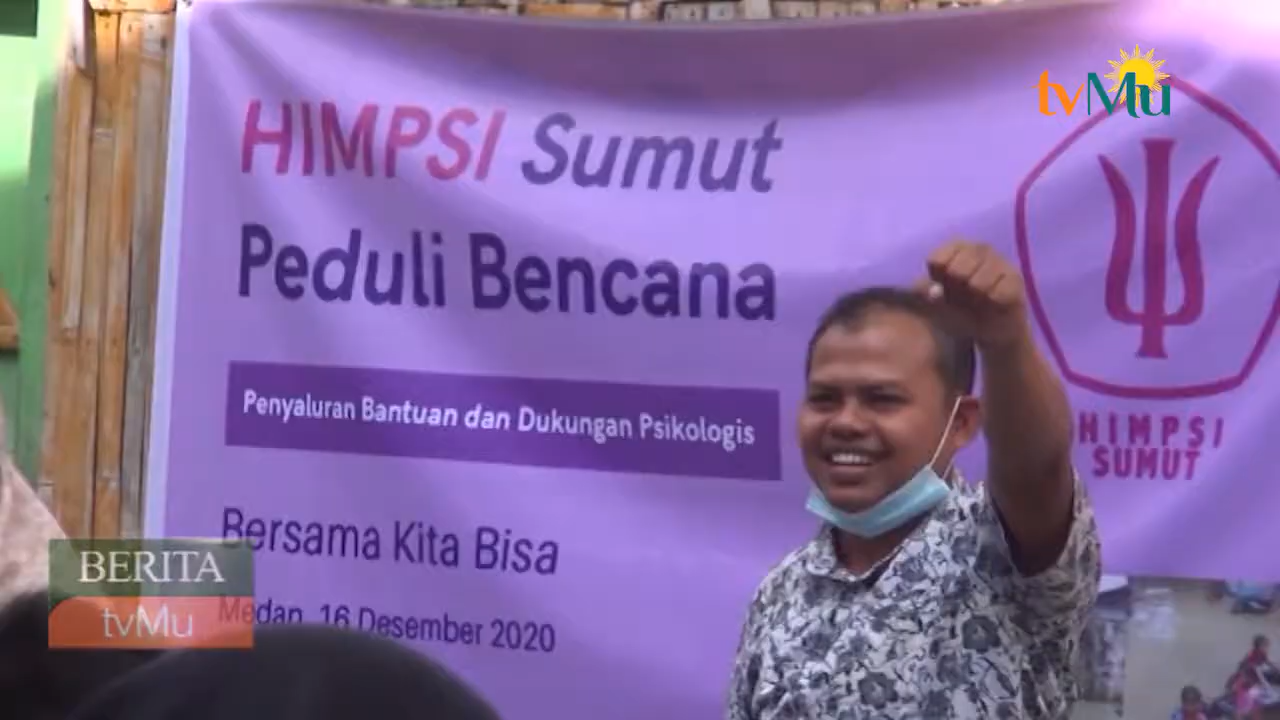 tvMu
HIMPSI Sumut
Peduli Bencana
Penyaluran Bantuan dan Dukungan Psikologis
Bersama Kita Bisa
Medan, 16 Desember 2020
HIMPSI
SUMUT
BERITA
tvMu